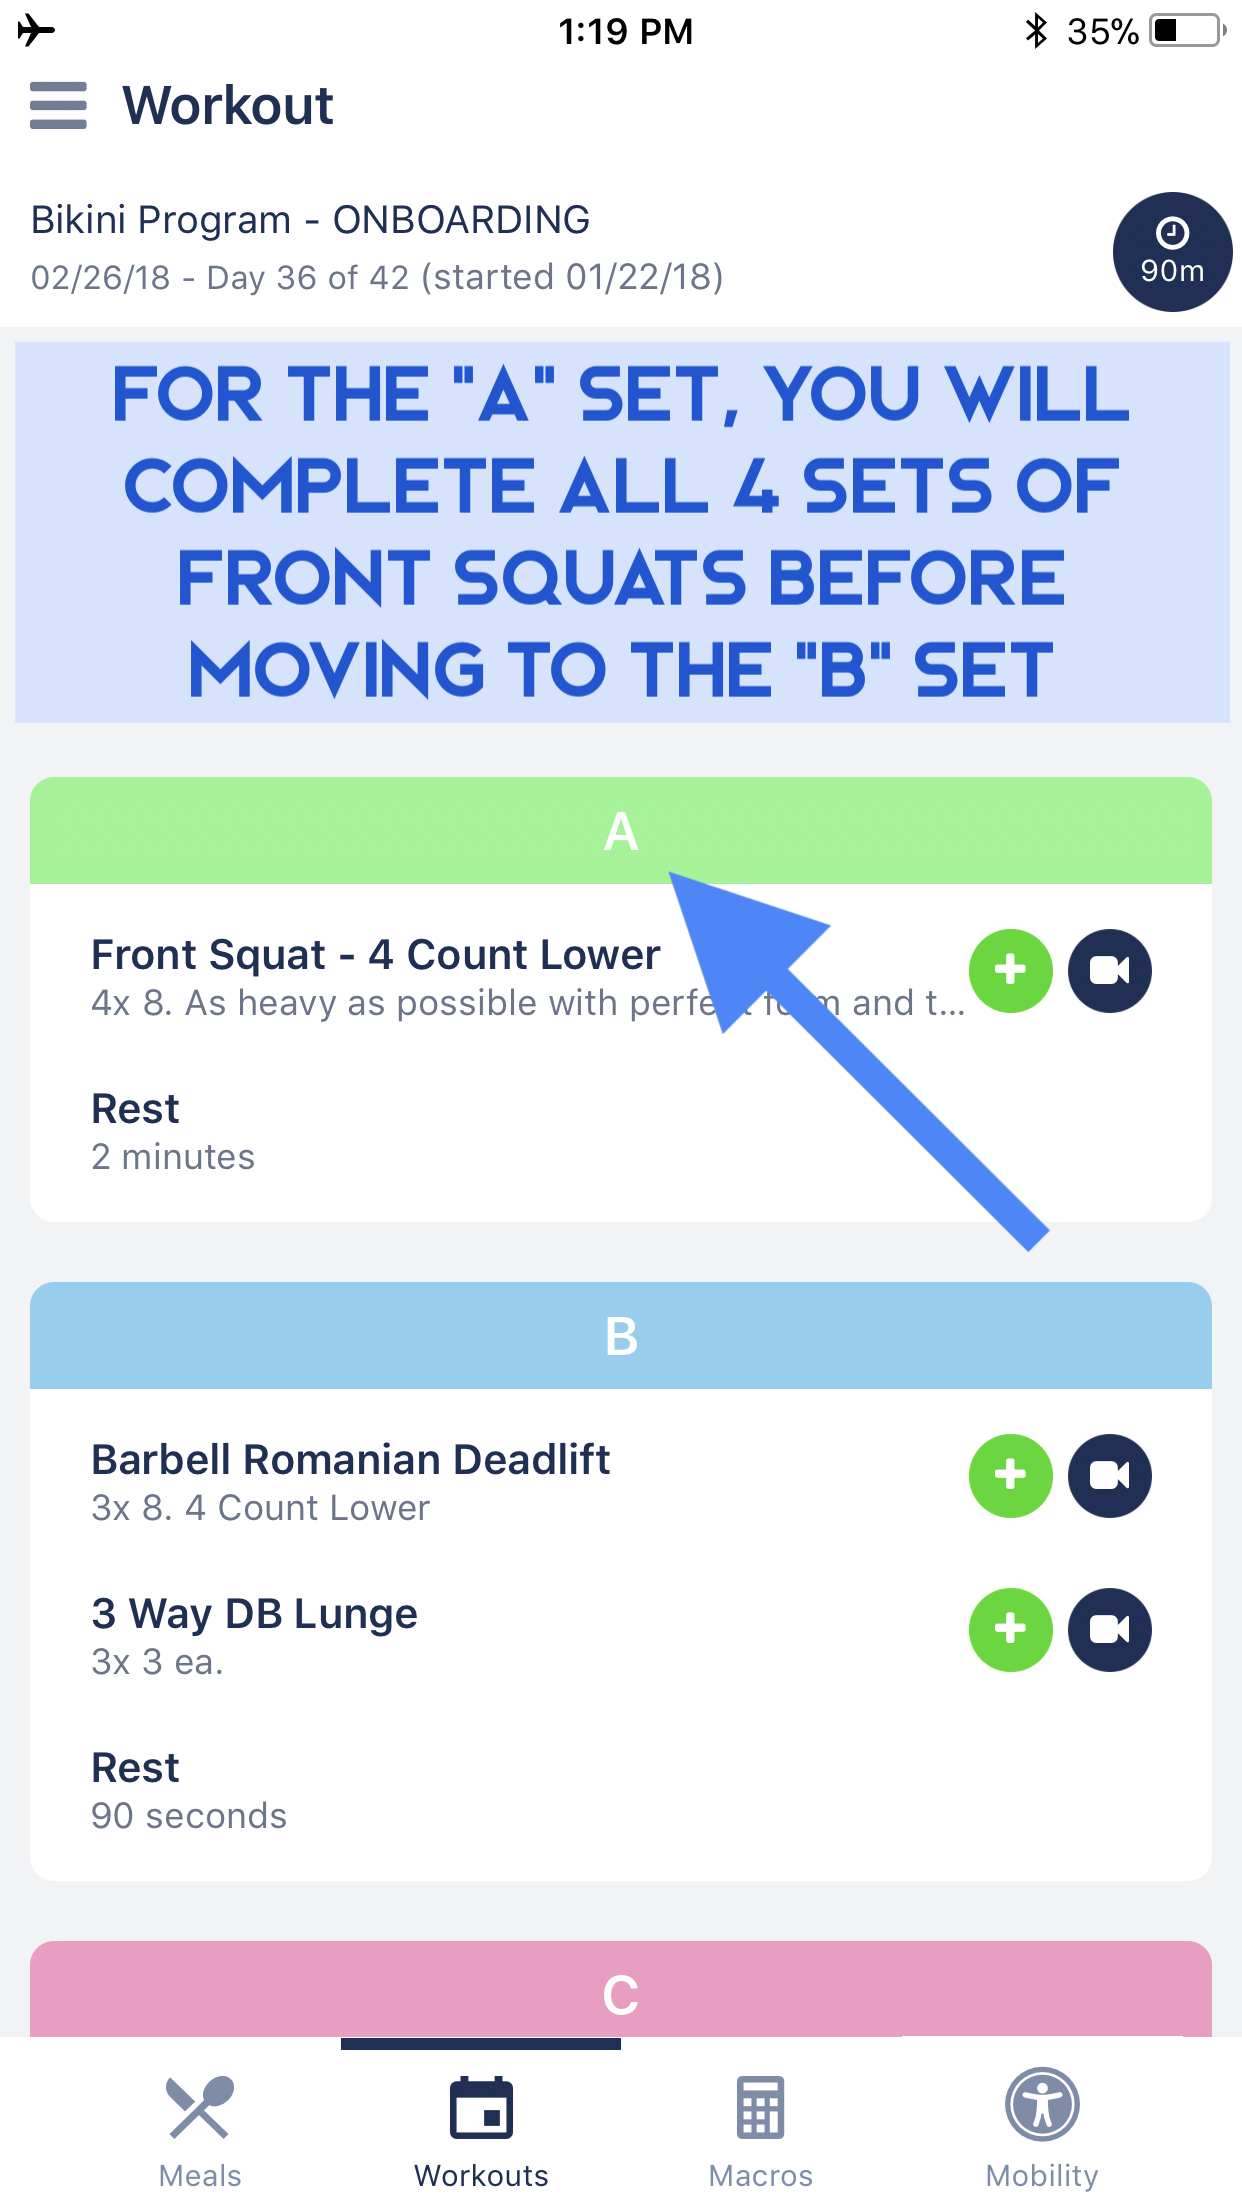 1:19 PM
35%
Workout
Bikini Program - ONBOARDING
02/26/18 - Day 36 of 42 (started 01/22/18)
90m
FOR THE "A" SET, YOU WILL
COMPLETE ALL 4 SETS OF
FRONT SQUATS BEFORE
MOVING TO THE "B" SET
A
Front Squat - 4 Count Lower
4x 8. As heavy as possible with perfect form and t...
Rest
2 minutes
B
Barbell Romanian Deadlift
3x 8. 4 Count Lower
3 Way DB Lunge
3x 3 ea.
Rest
90 seconds
C
Meals
Workouts
Macros
Mobility